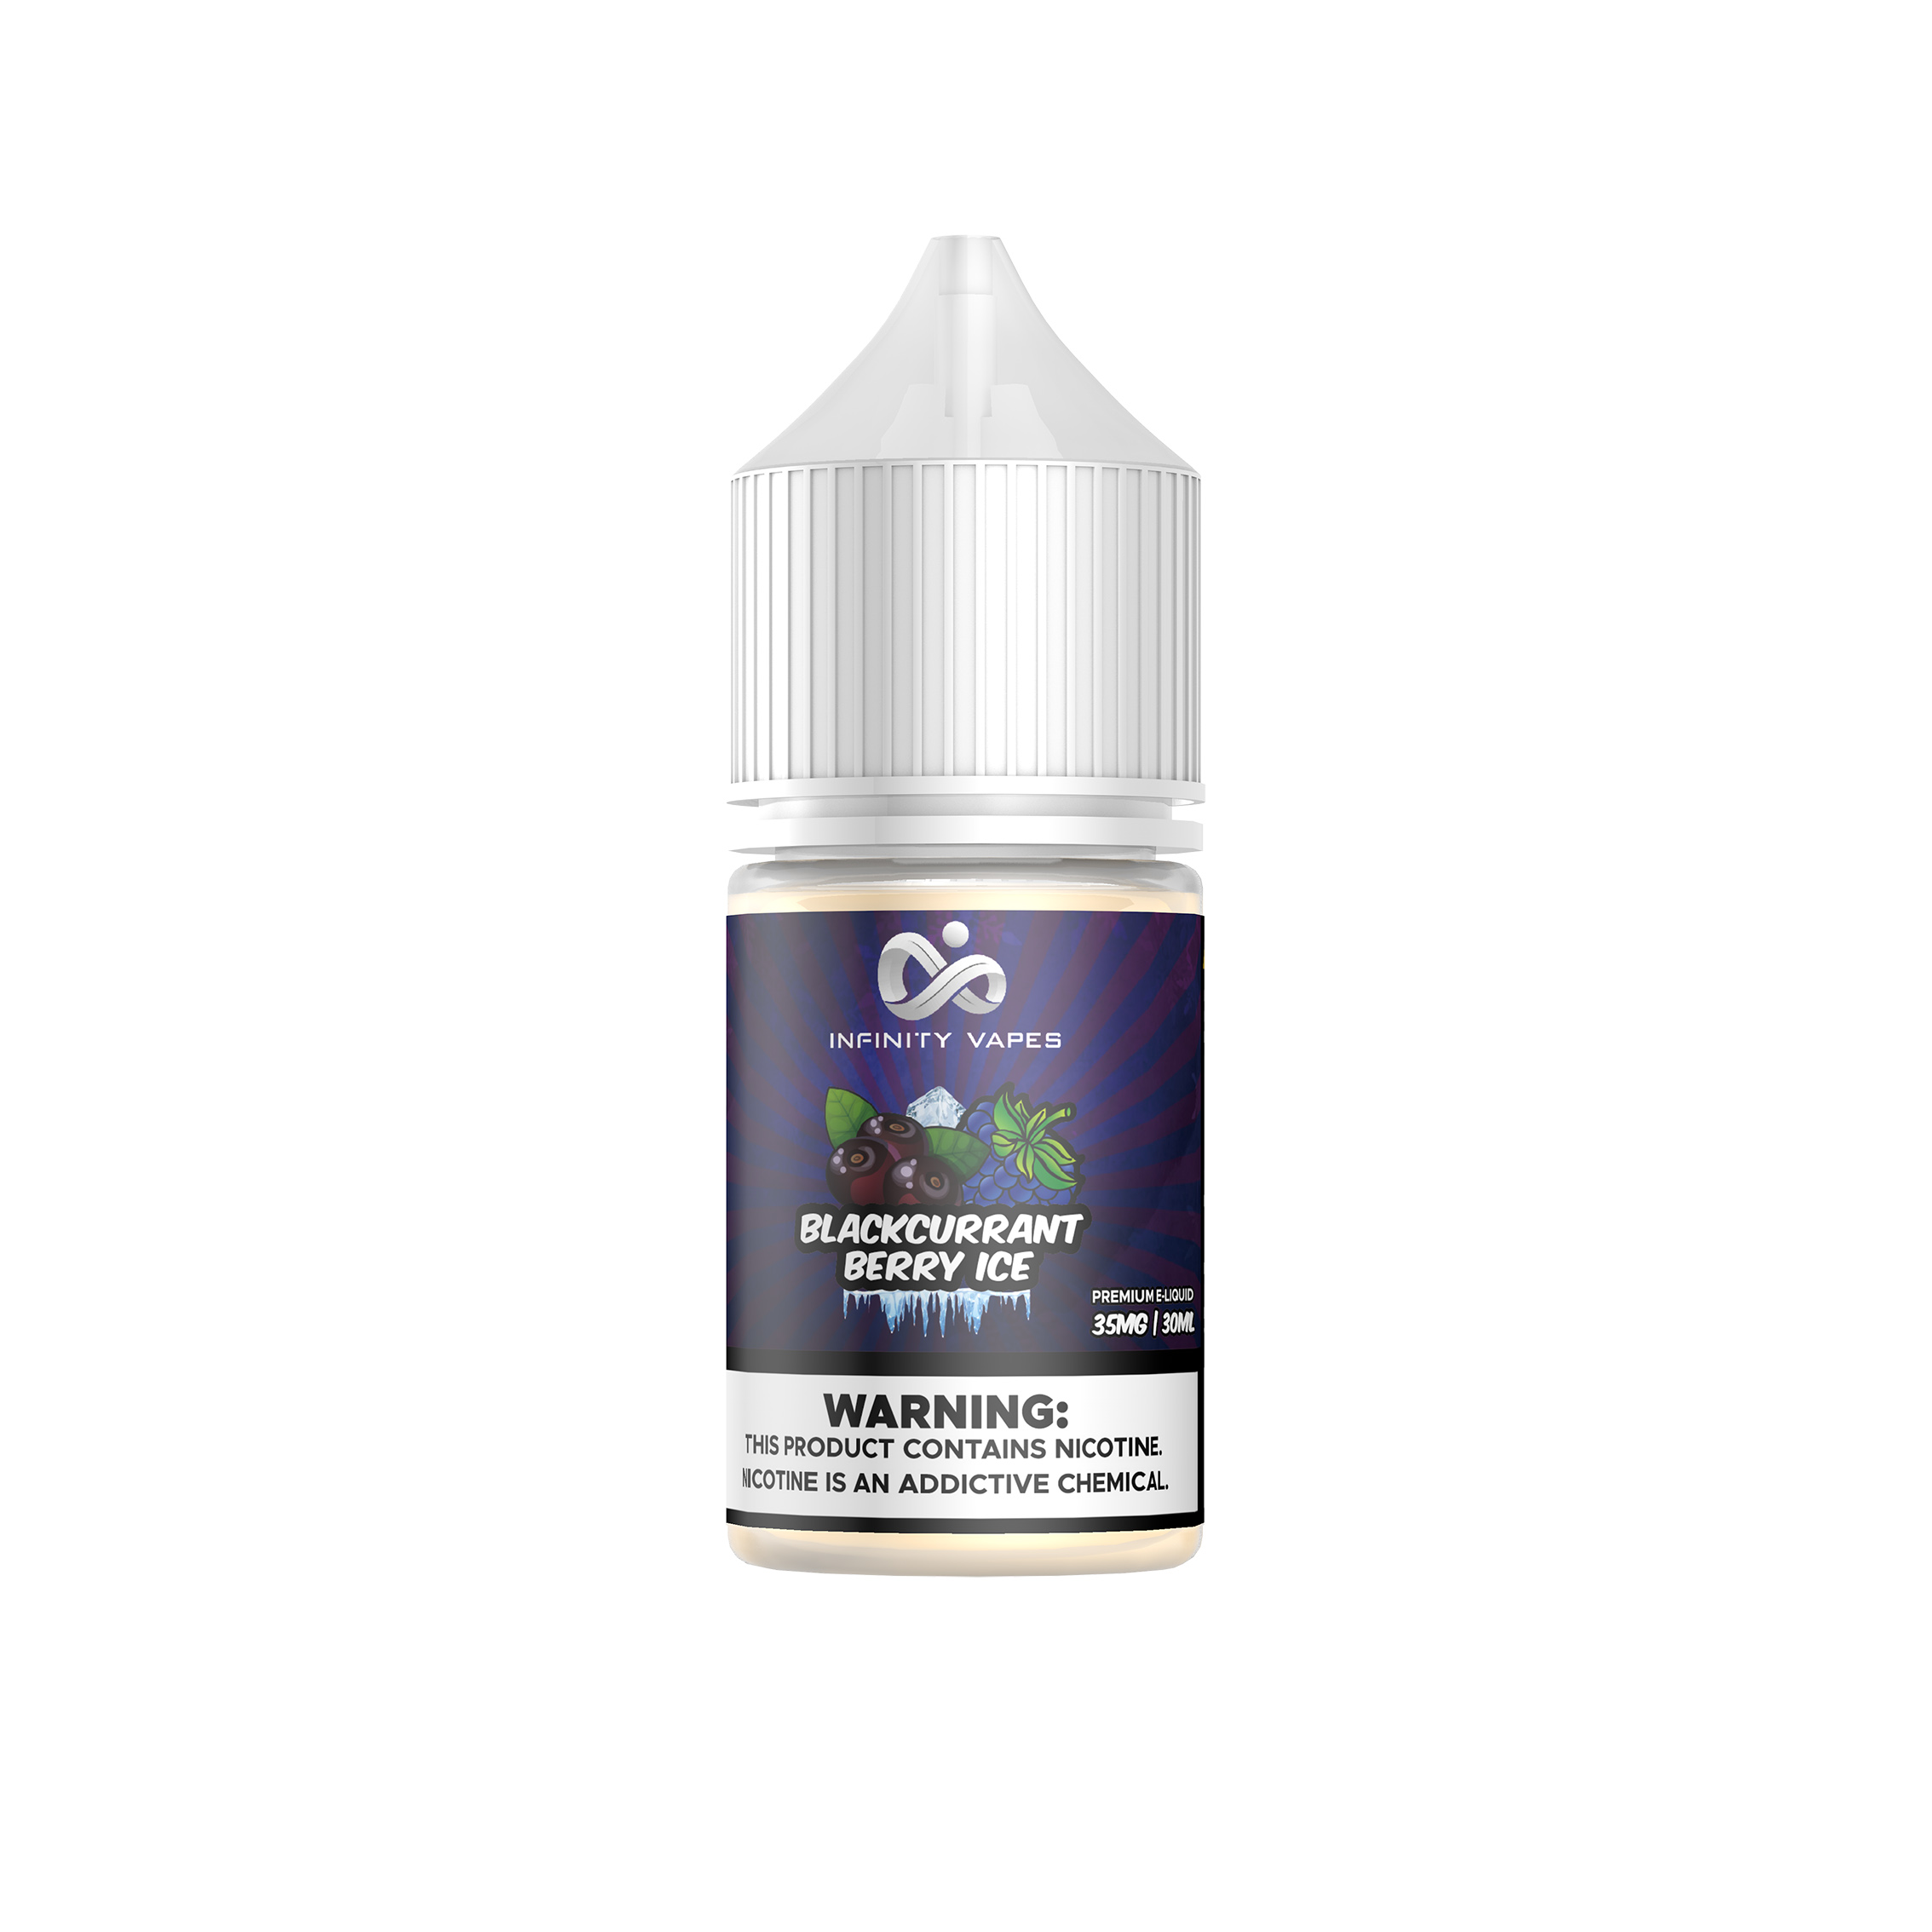 INFINITY VAPES
BLACKCURRANT
BERRY ICE
PREMIUM E-LIQUID
35MG | 30ML
WARNING:
THIS PRODUCT CONTAINS NICOTINE.
NICOTINE IS AN ADDICTIVE CHEMICAL.